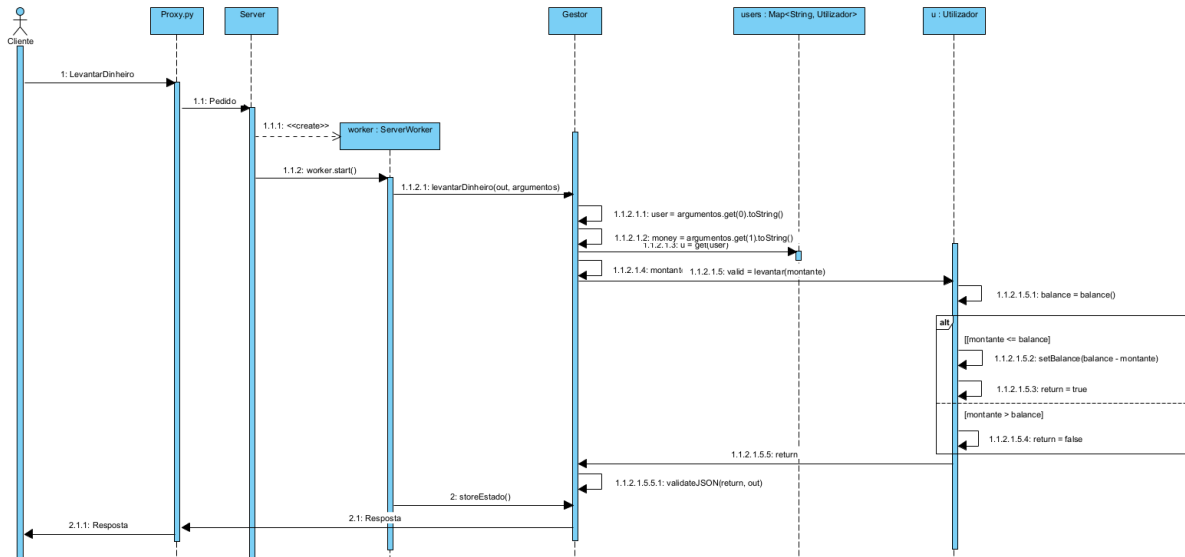 Cliente
Proxy.py
Server
Gestor
users : Map<String, Utilizador>
u : Utilizador
1: LevantarDinheiro
1.1: Pedido
1.1.1: <<create>>
worker : ServerWorker
1.1.2: worker.start()
1.1.2.1: levantarDinheiro(out, argumentos)
1.1.2.1.1: user = argumentos.get(0).toString()
1.1.2.1.2: money = argumentos.get(1).toString()
1.1.2.1.3: u = get(user)
1.1.2.1.4:
1.1.2.1.5: valid = levantar(montante)
1.1.2.1.5.1: balance = balance()
alt
[[montante <= balance]
1.1.2.1.5.2: setBalance(balance - montante)
1.1.2.1.5.3: return = true
[montante > balance]
1.1.2.1.5.4: return = false
1.1.2.1.5.5: return
1.1.2.1.5.5.1: validateJSON(return, out)
2: storeEstado()
2.1: Resposta
2.1.1: Resposta